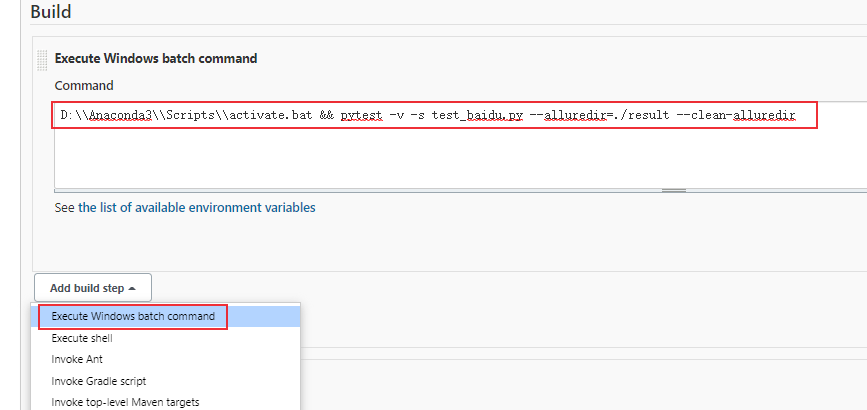 Build
Execute Windows batch command
Command
D:\\Anaconda3\\Scripts\\activate.bat && pytest -v -s test_baidu.py --alluredir=./result --clean-alluredir
See the list of available environment variables
Add build step
Execute Windows batch command
Execute shell
Invoke Ant
Invoke Gradle script
Invoke top-level Maven targets